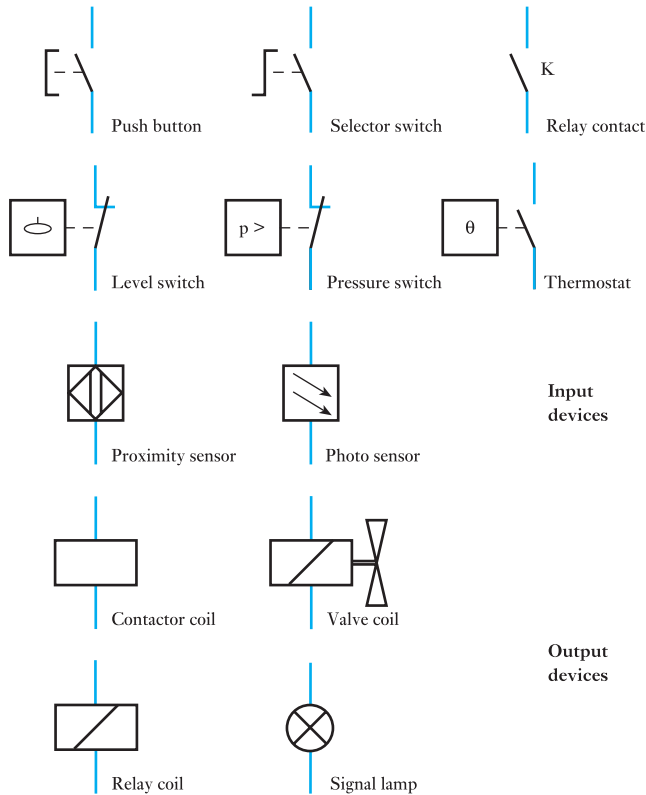 K
Push button
Selector switch
Relay contact
p >
θ
Level switch
Pressure switch
Thermostat
Input
devices
Proximity sensor
Photo sensor
Contactor coil
Valve coil
Output
devices
Relay coil
Signal lamp